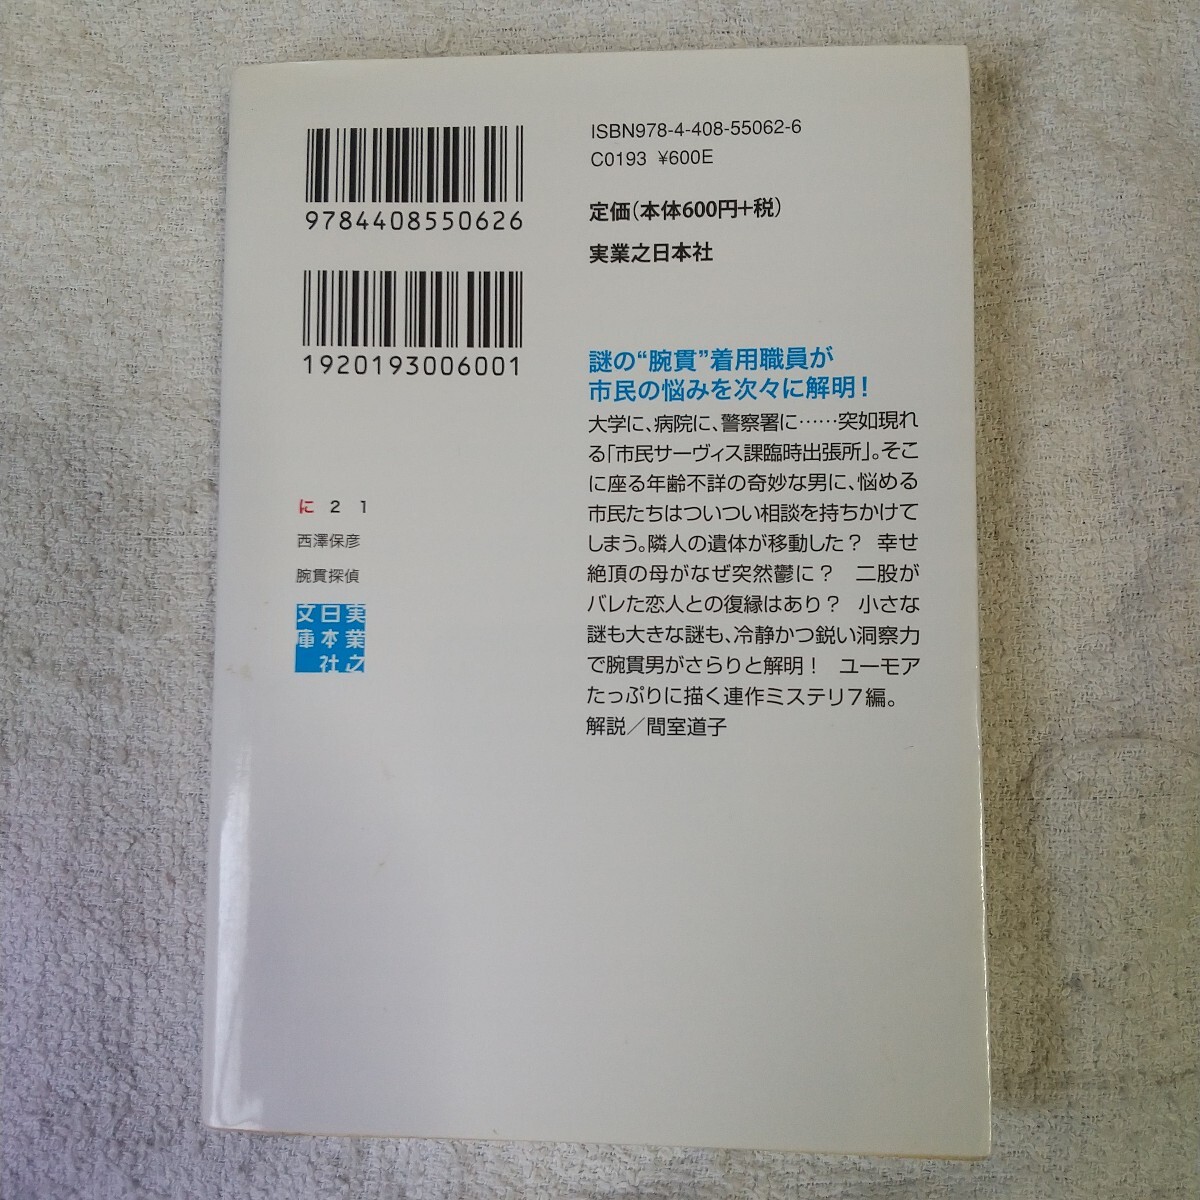 9784408550626
1920193006001
ISBN978-4-408-55062-6
C0193 ¥600E
定価(本体600円+税)
実業之日本社
謎の“腕貫”着用職員が
市民の悩みを次々に解明!
大学に、病院に、警察署に……突如現れ
る「市民サーヴィス課臨時出張所」。そこ
に座る年齢不詳の奇妙な男に、悩める
市民たちはついつい相談を持ちかけて
しまう。隣人の遺体が移動した? 幸せ
絶頂の母がなぜ突然鬱に? 二股が
バレた恋人との復縁はあり? 小さな
謎も大きな謎も、冷静かつ鋭い洞察力
で腕貫男がさらりと解明! ユーモア
たっぷりに描く連作ミステリ7編。
解説/間室道子
に 2 1
西澤保彦
腕貫探偵
実業之
日本社
文庫